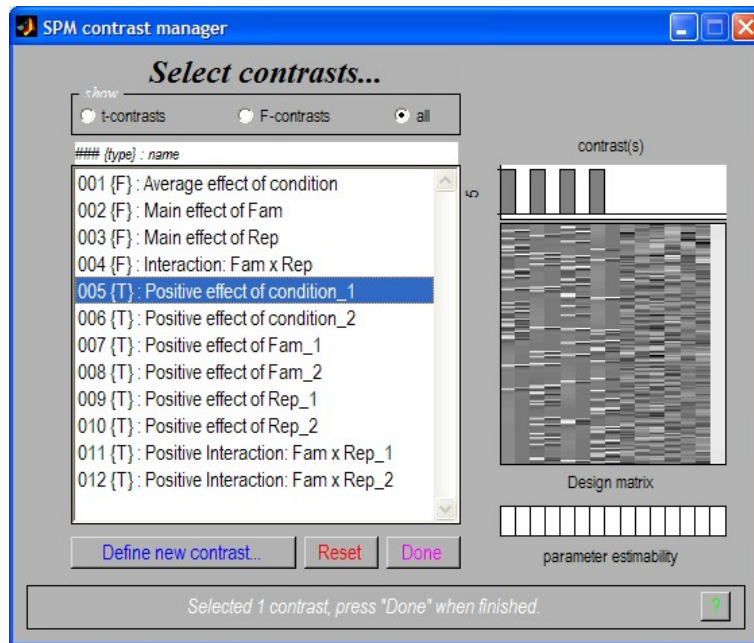 SPM contrast manager
Select contrasts...
show
t-contrasts
F-contrasts
all
### {type} : name
001 {F} : Average effect of condition
002 {F} : Main effect of Fam
003 {F} : Main effect of Rep
004 {F} : Interaction: Fam x Rep
005 {T} : Positive effect of condition_1
006 {T} : Positive effect of condition_2
007 {T} : Positive effect of Fam_1
008 {T} : Positive effect of Fam_2
009 {T} : Positive effect of Rep_1
010 {T} : Positive effect of Rep_2
011 {T} : Positive Interaction: Fam x Rep_1
012 {T} : Positive Interaction: Fam x Rep_2
contrast(s)
5
Design matrix
parameter estimability
Define new contrast...
Reset
Done
Selected 1 contrast, press "Done" when finished.
?